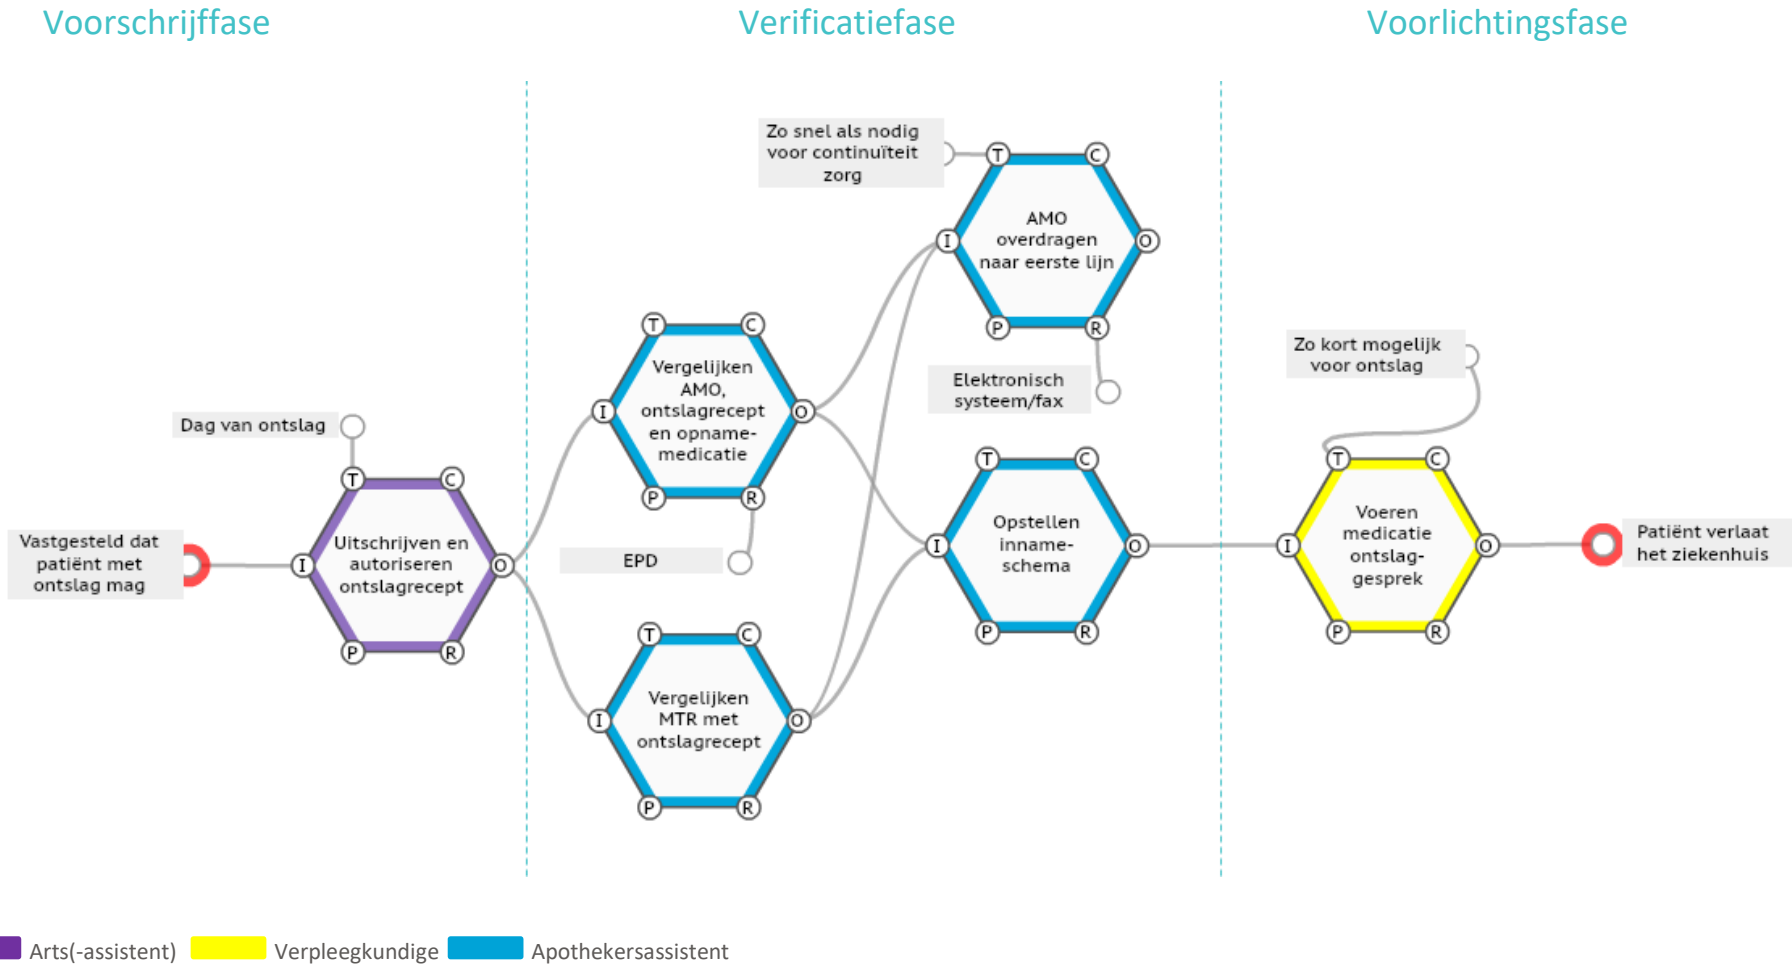 Voorschrijffase
Verificatiefase
Voorlichtingsfase
Vastgesteld dat
patiënt met
ontslag mag
Dag van ontslag
T
C
I
Uitschrijven en
autoriseren
ontslagrecept
O
P
R
T
C
I
Vergelijken
AMO,
ontslagrecept
en opname-
medicatie
O
P
R
EPD
T
C
I
Vergelijken
MTR met
ontslagrecept
O
P
R
Zo snel als nodig
voor continuïteit
zorg
T
C
I
AMO
overdragen
naar eerste lijn
O
P
R
Elektronisch
systeem/fax
T
C
I
Opstellen
inname-
schema
O
P
R
Zo kort mogelijk
voor ontslag
T
C
I
Voeren
medicatie
ontslag-
gesprek
O
P
R
Patiënt verlaat
het ziekenhuis
Arts(-assistent)
Verpleegkundige
Apothekersassistent